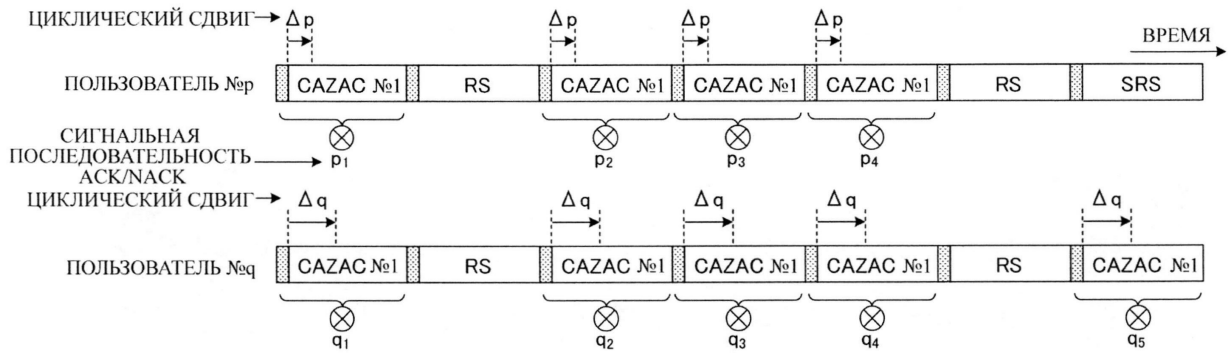 ЦИКЛИЧЕСКИЙ СДВИГ
Δp Δp Δp Δp
ВРЕМЯ
ПОЛЬЗОВАТЕЛЬ №p
CAZAC №1 RS CAZAC №1 CAZAC №1 CAZAC №1 RS SRS
СИГНАЛЬНАЯ
ПОСЛЕДОВАТЕЛЬНОСТЬ
ACK/NACK
p1 p2 p3 p4
ЦИКЛИЧЕСКИЙ СДВИГ
Δq Δq Δq Δq Δq
ПОЛЬЗОВАТЕЛЬ №q
CAZAC №1 RS CAZAC №1 CAZAC №1 CAZAC №1 RS CAZAC №1
q1 q2 q3 q4 q5